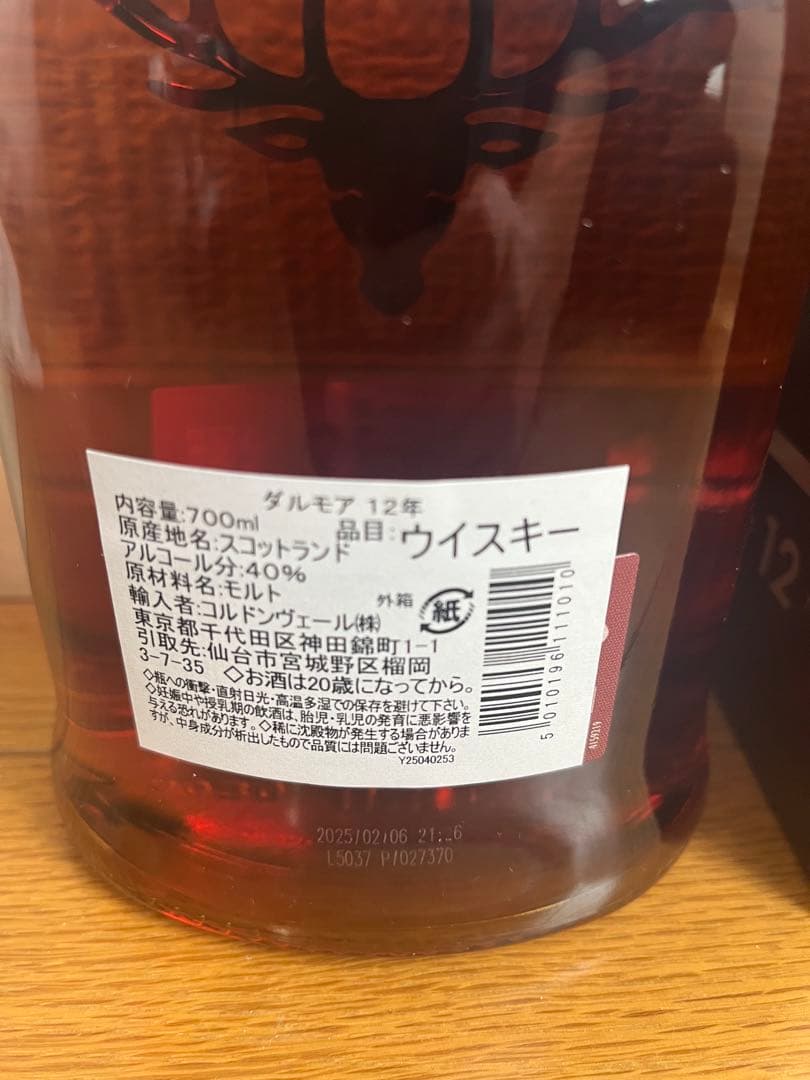 ダルモア 12年
内容量:700ml
品目:ウイスキー
原産地名:スコットランド
アルコール分:40%
原材料名:モルト
外箱 紙
輸入者:コルドンヴェール㈱
東京都千代田区神田錦町1-1
引取先:仙台市宮城野区榴岡
3-7-35 ◇お酒は20歳になってから。
◇瓶への衝撃・直射日光・高温多湿での保存を避けて下さい。
◇妊娠中や授乳期の飲酒は、胎児・乳児の発育に悪影響を
与える恐れがあります。◇稀に沈殿物が発生する場合がありま
すが、中身成分が析出したもので品質には問題ございません。
Y25040253
5 010196 111010
4159219
12
2025/02/06
L5037 P/027370